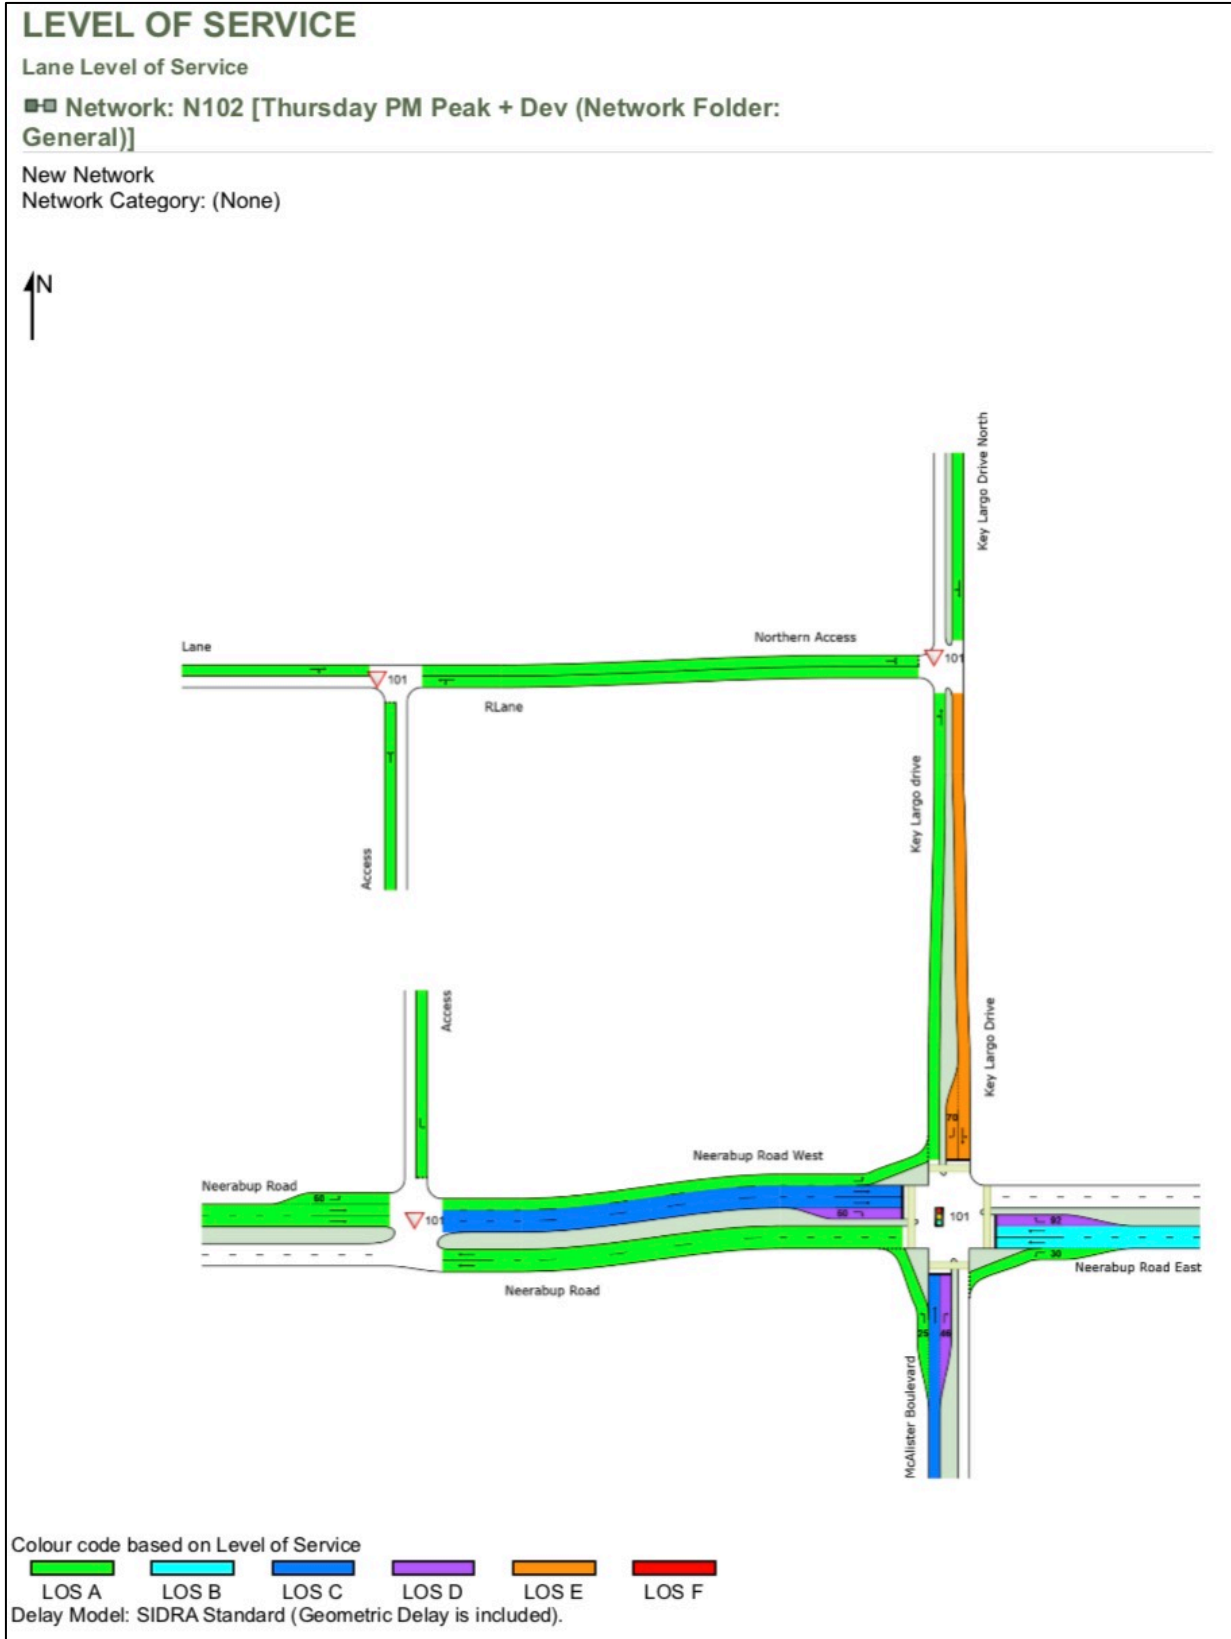 LEVEL OF SERVICE
Lane Level of Service
Network: N102 [Thursday PM Peak + Dev (Network Folder:
General)]
New Network
Network Category: (None)
N
Key Largo Drive North
Lane
Northern Access
101
101
RLane
Key Largo drive
Access
Access
Key Largo Drive
70
Neerabup Road West
Neerabup Road
60
101
60
101
92
30
Neerabup Road East
Neerabup Road
25
46
McAlister Boulevard
Colour code based on Level of Service
LOS A LOS B LOS C LOS D LOS E LOS F
Delay Model: SIDRA Standard (Geometric Delay is included).